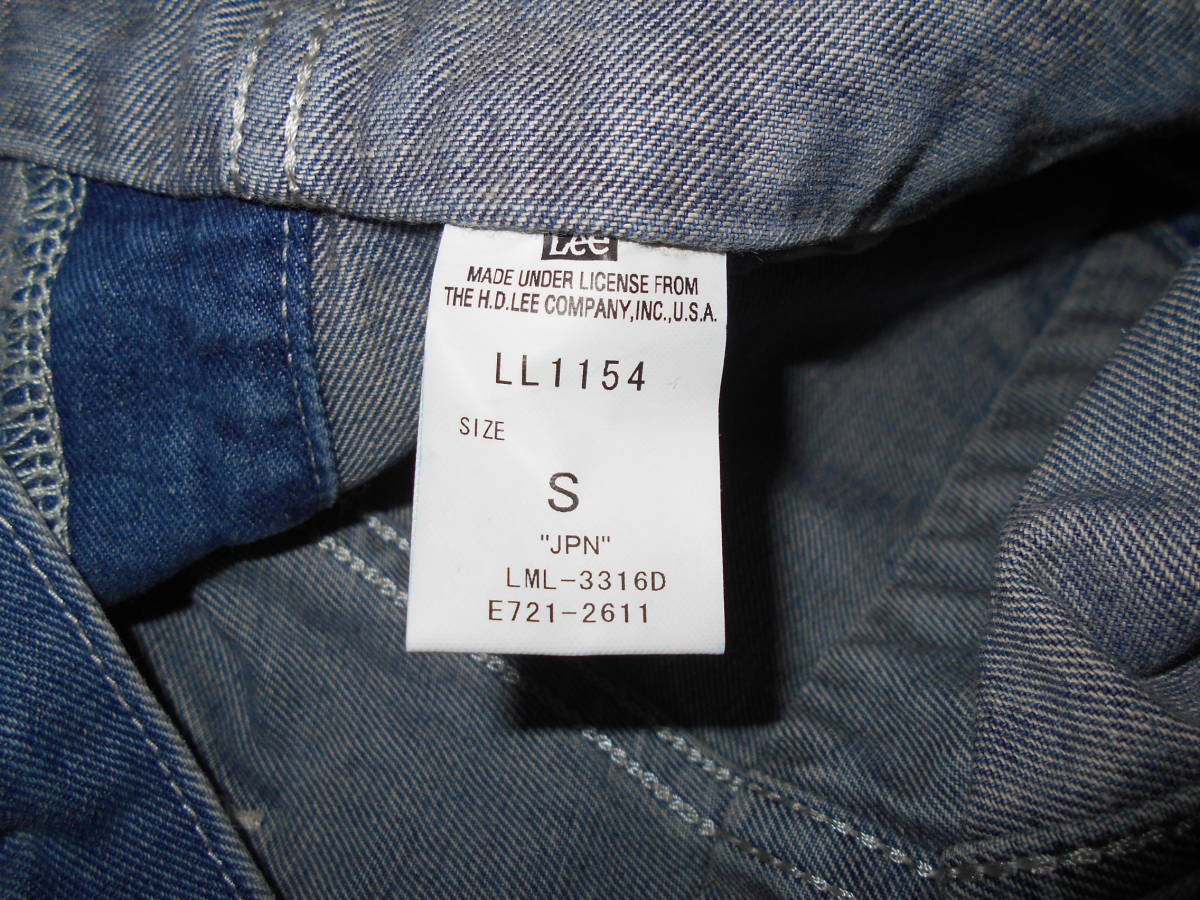 Lee
MADE UNDER LICENSE FROM
THE H.D.LEE COMPANY,INC.,U.S.A.
LL1154
SIZE
S
"JPN"
LML-3316D
E721-2611